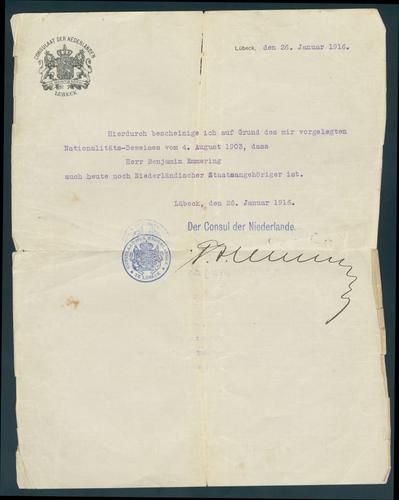 CONSULAAT DER NEDERLANDEN
LÜBECK
Lübeck, den 26. Januar 1916.
Hierdurch bescheinige ich auf Grund des mir vorgelegten
Nationalitäts-Beweises vom 4. August 1903, dass
Herr Benjamin Emmering
auch heute noch Niederländischer Staatsangehöriger ist.
Lübeck, den 26. Januar 1916.
Der Consul der Niederlande.